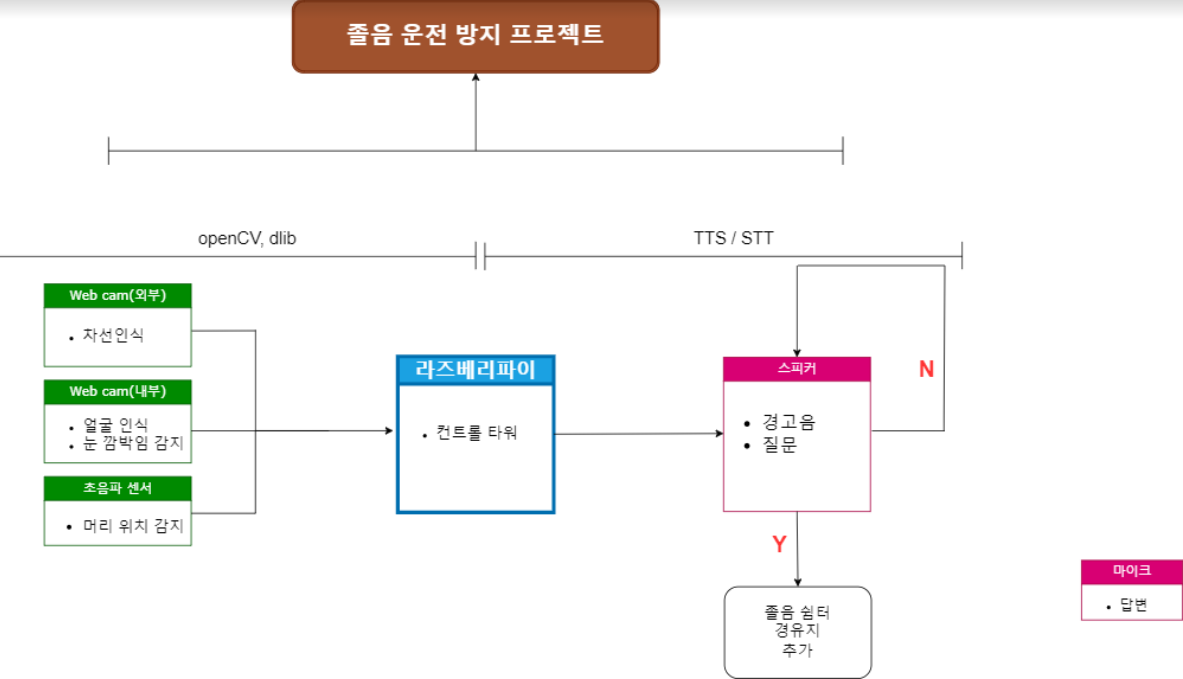 졸음 운전 방지 프로젝트
openCV, dlib
TTS / STT
Web cam(외부)
차선인식
Web cam(내부)
얼굴 인식
눈 깜박임 감지
초음파 센서
머리 위치 감지
라즈베리파이
컨트롤 타워
스피커
경고음
질문
N
Y
졸음 쉼터
경유지
추가
마이크
답변